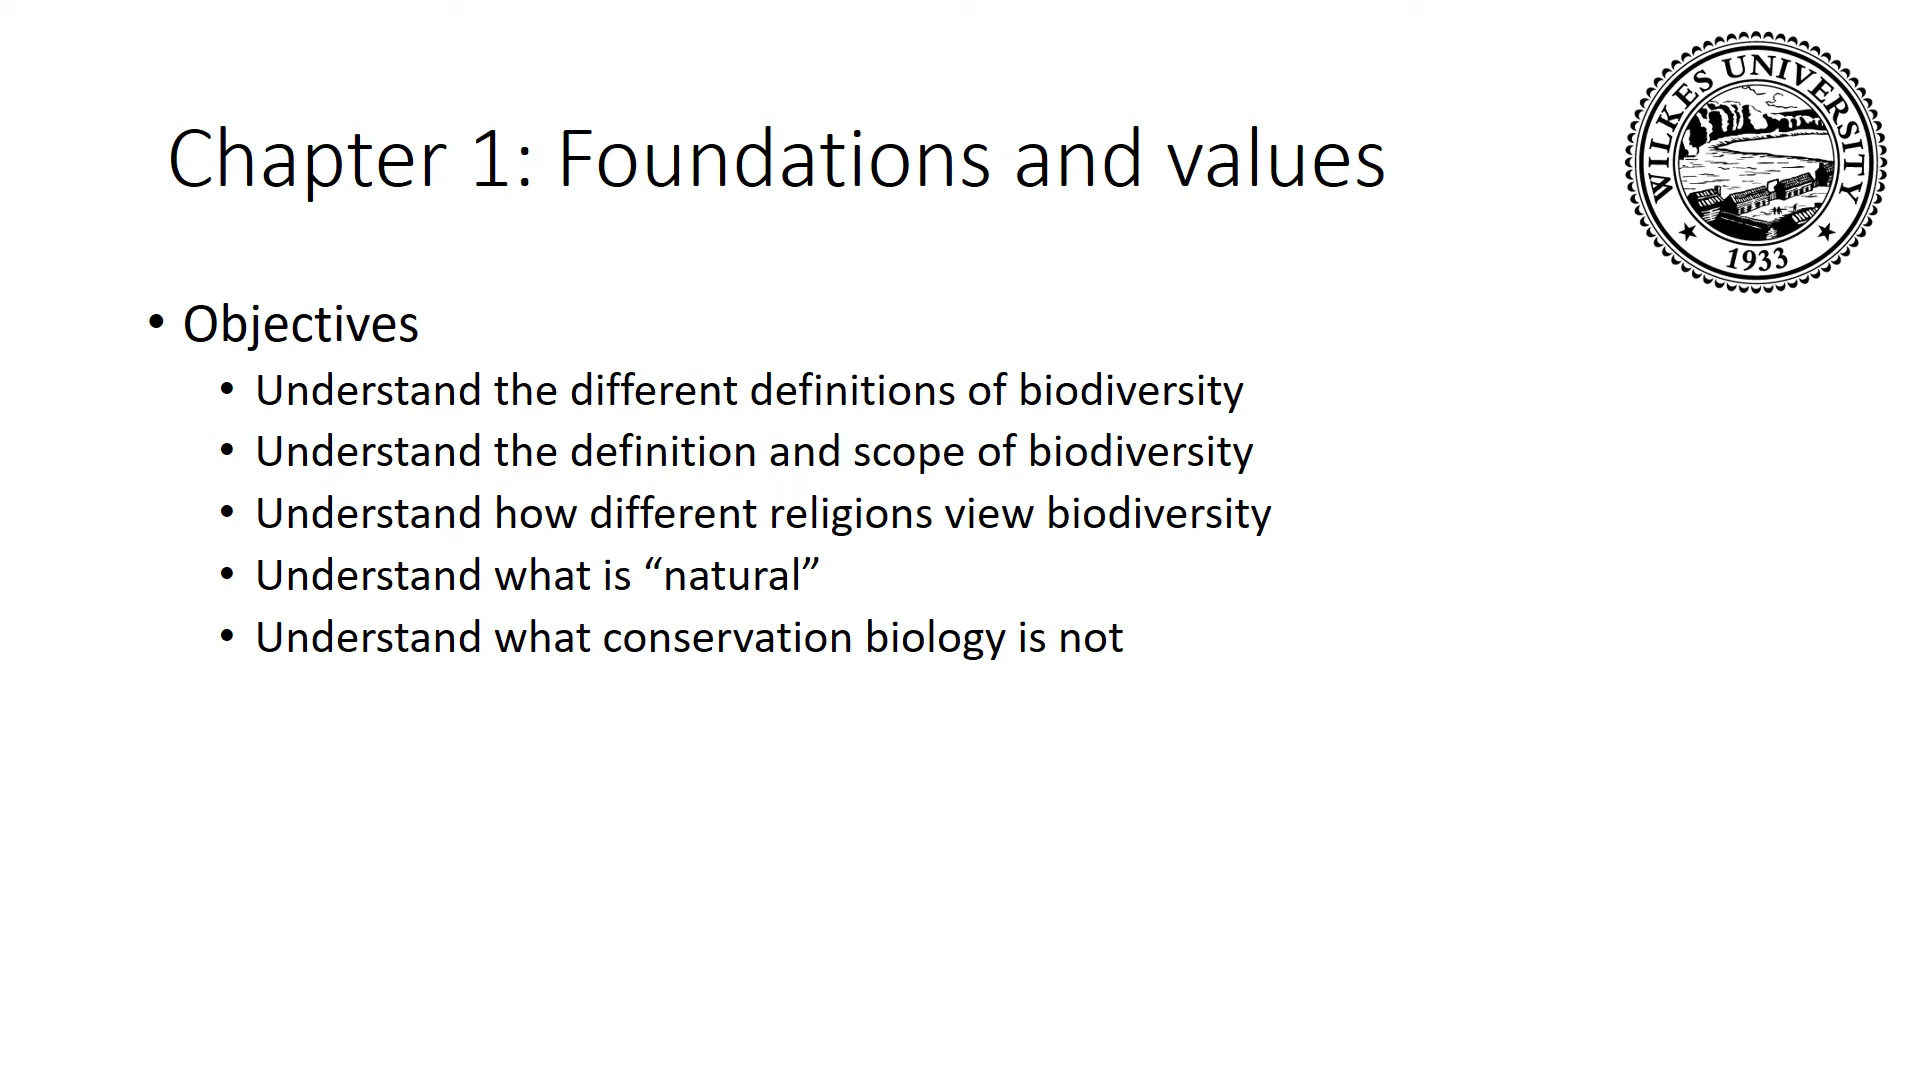 WILKES UNIVERSITY
1933
Chapter 1: Foundations and values
• Objectives
• Understand the different definitions of biodiversity
• Understand the definition and scope of biodiversity
• Understand how different religions view biodiversity
• Understand what is “natural”
• Understand what conservation biology is not